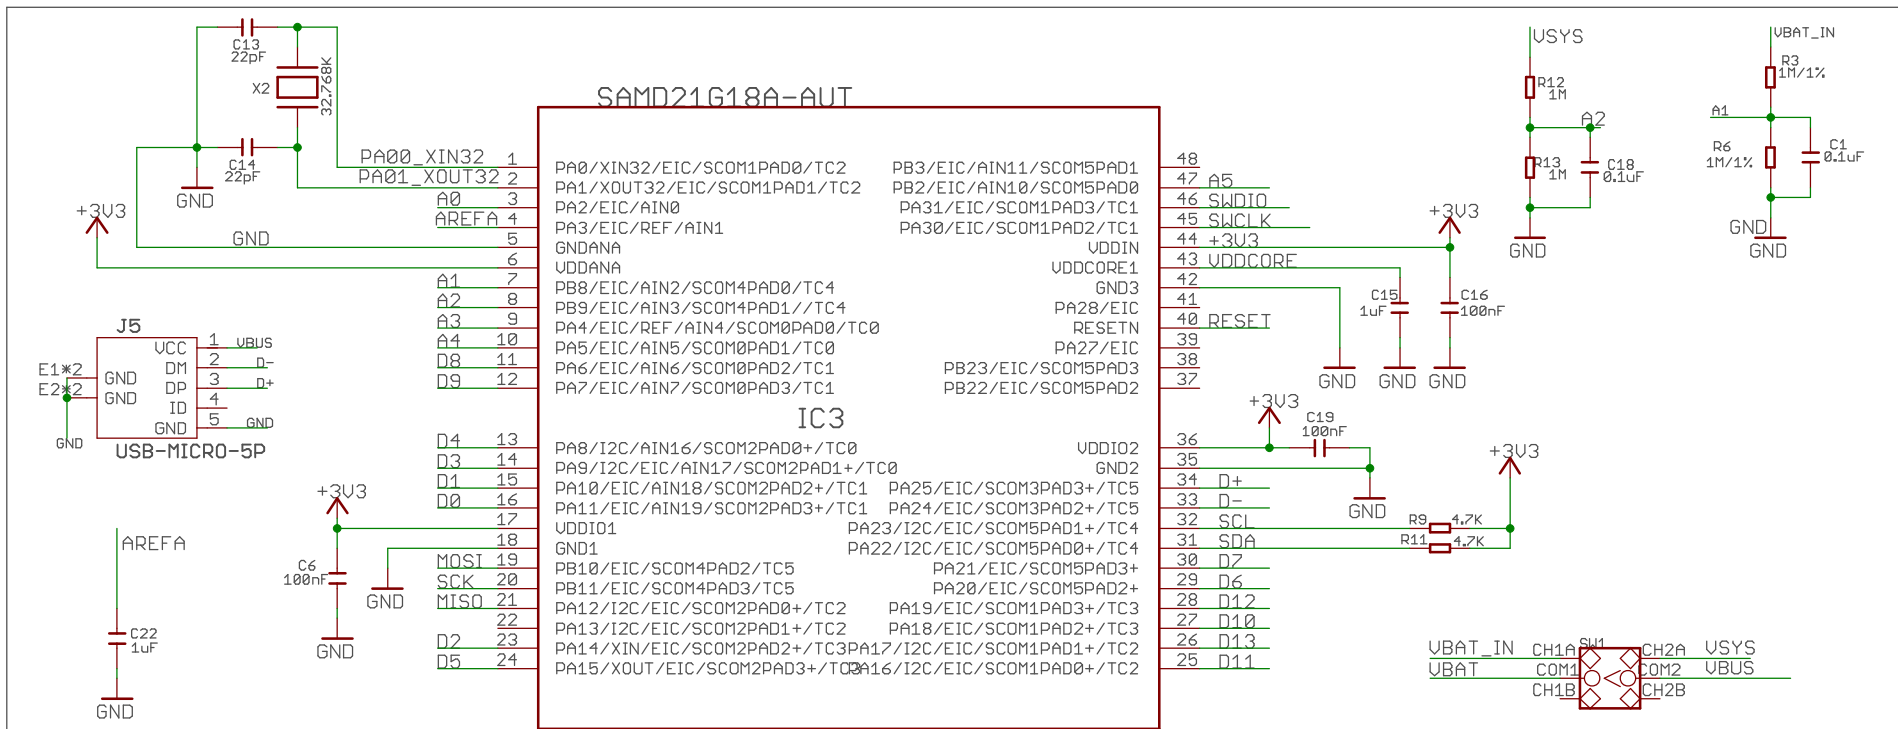 C13
22pF
X2
32.768K
C14
22pF
GND
+3V3
GND
PA00_XIN32
PA01_XOUT32
A0
AREFA
SAMD21G18A-AUT
IC3
1 PA0/XIN32/EIC/SCOM1PAD0/TC2
2 PA1/XOUT32/EIC/SCOM1PAD1/TC2
3 PA2/EIC/AIN0
4 PA3/EIC/REF/AIN1
5 GNDANA
6 VDDANA
A1 7 PB8/EIC/AIN2/SCOM4PAD0/TC4
A2 8 PB9/EIC/AIN3/SCOM4PAD1//TC4
A3 9 PA4/EIC/REF/AIN4/SCOM0PAD0/TC0
A4 10 PA5/EIC/AIN5/SCOM0PAD1/TC0
D8 11 PA6/EIC/AIN6/SCOM0PAD2/TC1
D9 12 PA7/EIC/AIN7/SCOM0PAD3/TC1
D4 13 PA8/I2C/AIN16/SCOM2PAD0+/TC0
D3 14 PA9/I2C/EIC/AIN17/SCOM2PAD1+/TC0
D1 15 PA10/EIC/AIN18/SCOM2PAD2+/TC1
D0 16 PA11/EIC/AIN19/SCOM2PAD3+/TC1
17 VDDIO1
18 GND1
MOSI 19 PB10/EIC/SCOM4PAD2/TC5
SCK 20 PB11/EIC/SCOM4PAD3/TC5
MISO 21 PA12/I2C/EIC/SCOM2PAD0+/TC2
22 PA13/I2C/EIC/SCOM2PAD1+/TC2
D2 23 PA14/XIN/EIC/SCOM2PAD2+/TC3
D5 24 PA15/XOUT/EIC/SCOM2PAD3+/TC3
PB3/EIC/AIN11/SCOM5PAD1 48
PB2/EIC/AIN10/SCOM5PAD0 47 A5
PA31/EIC/SCOM1PAD3/TC1 46 SWDIO
PA30/EIC/SCOM1PAD2/TC1 45 SWCLK
VDDIN 44 +3V3
VDDCORE1 43 VDDCORE
GND3 42
PA28/EIC 41
RESETN 40 RESET
PA27/EIC 39
PB23/EIC/SCOM5PAD3 38
PB22/EIC/SCOM5PAD2 37
VDDIO2 36
GND2 35
PA25/EIC/SCOM3PAD3+/TC5 34 D+
PA24/EIC/SCOM3PAD2+/TC5 33 D-
PA23/I2C/EIC/SCOM5PAD1+/TC4 32 SCL
PA22/I2C/EIC/SCOM5PAD0+/TC4 31 SDA
PA21/EIC/SCOM5PAD3+ 30 D7
PA20/EIC/SCOM5PAD2+ 29 D6
PA19/EIC/SCOM1PAD3+/TC3 28 D12
PA18/EIC/SCOM1PAD2+/TC3 27 D10
PA17/I2C/EIC/SCOM1PAD1+/TC2 26 D13
PA16/I2C/EIC/SCOM1PAD0+/TC2 25 D11
J5
VCC 1 VBUS
DM 2 D-
DP 3 D+
ID 4
GND 5 GND
E1*2 GND
E2*2 GND
GND
USB-MICRO-5P
AREFA
C22
1uF
GND
+3V3
C6
100nF
GND
GND
VSYS
R12
1M
A2
R13
1M
C18
0.1uF
GND
VBAT_IN
R3
1M/1%
A1
R6
1M/1%
C1
0.1uF
GND
GND
+3V3
C15
1uF
C16
100nF
GND
GND
GND
+3V3
C19
100nF
GND
+3V3
R9 4.7K
R11 4.7K
SW1
VBAT_IN CH1A CH2A VSYS
VBAT COM1 COM2 VBUS
CH1B CH2B